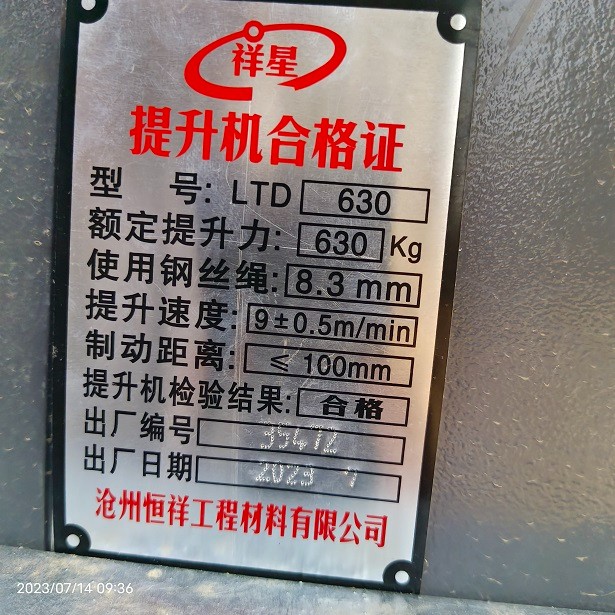 祥星
提升机合格证
型 号: LTD 630
额定提升力: 630 Kg
使用钢丝绳: 8.3 mm
提升速度: 9±0.5m/min
制动距离: ≤ 100mm
提升机检验结果: 合格
出厂编号 35472
出厂日期 2023
沧州恒祥工程材料有限公司
2023/07/14 09:36